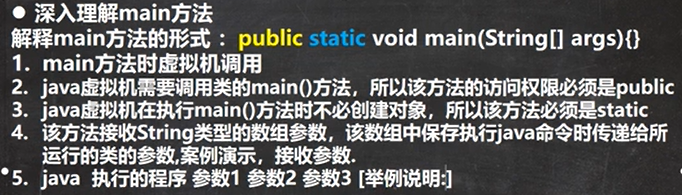 ● 深入理解main方法
解释main方法的形式 : public static void main(String[] args){}
1. main方法时虚拟机调用
2. java虚拟机需要调用类的main()方法，所以该方法的访问权限必须是public
3. java虚拟机在执行main()方法时不必创建对象，所以该方法必须是static
4. 该方法接收String类型的数组参数，该数组中保存执行java命令时传递给所
运行的类的参数,案例演示，接收参数.
5. java 执行的程序 参数1 参数2 参数3 [举例说明:]